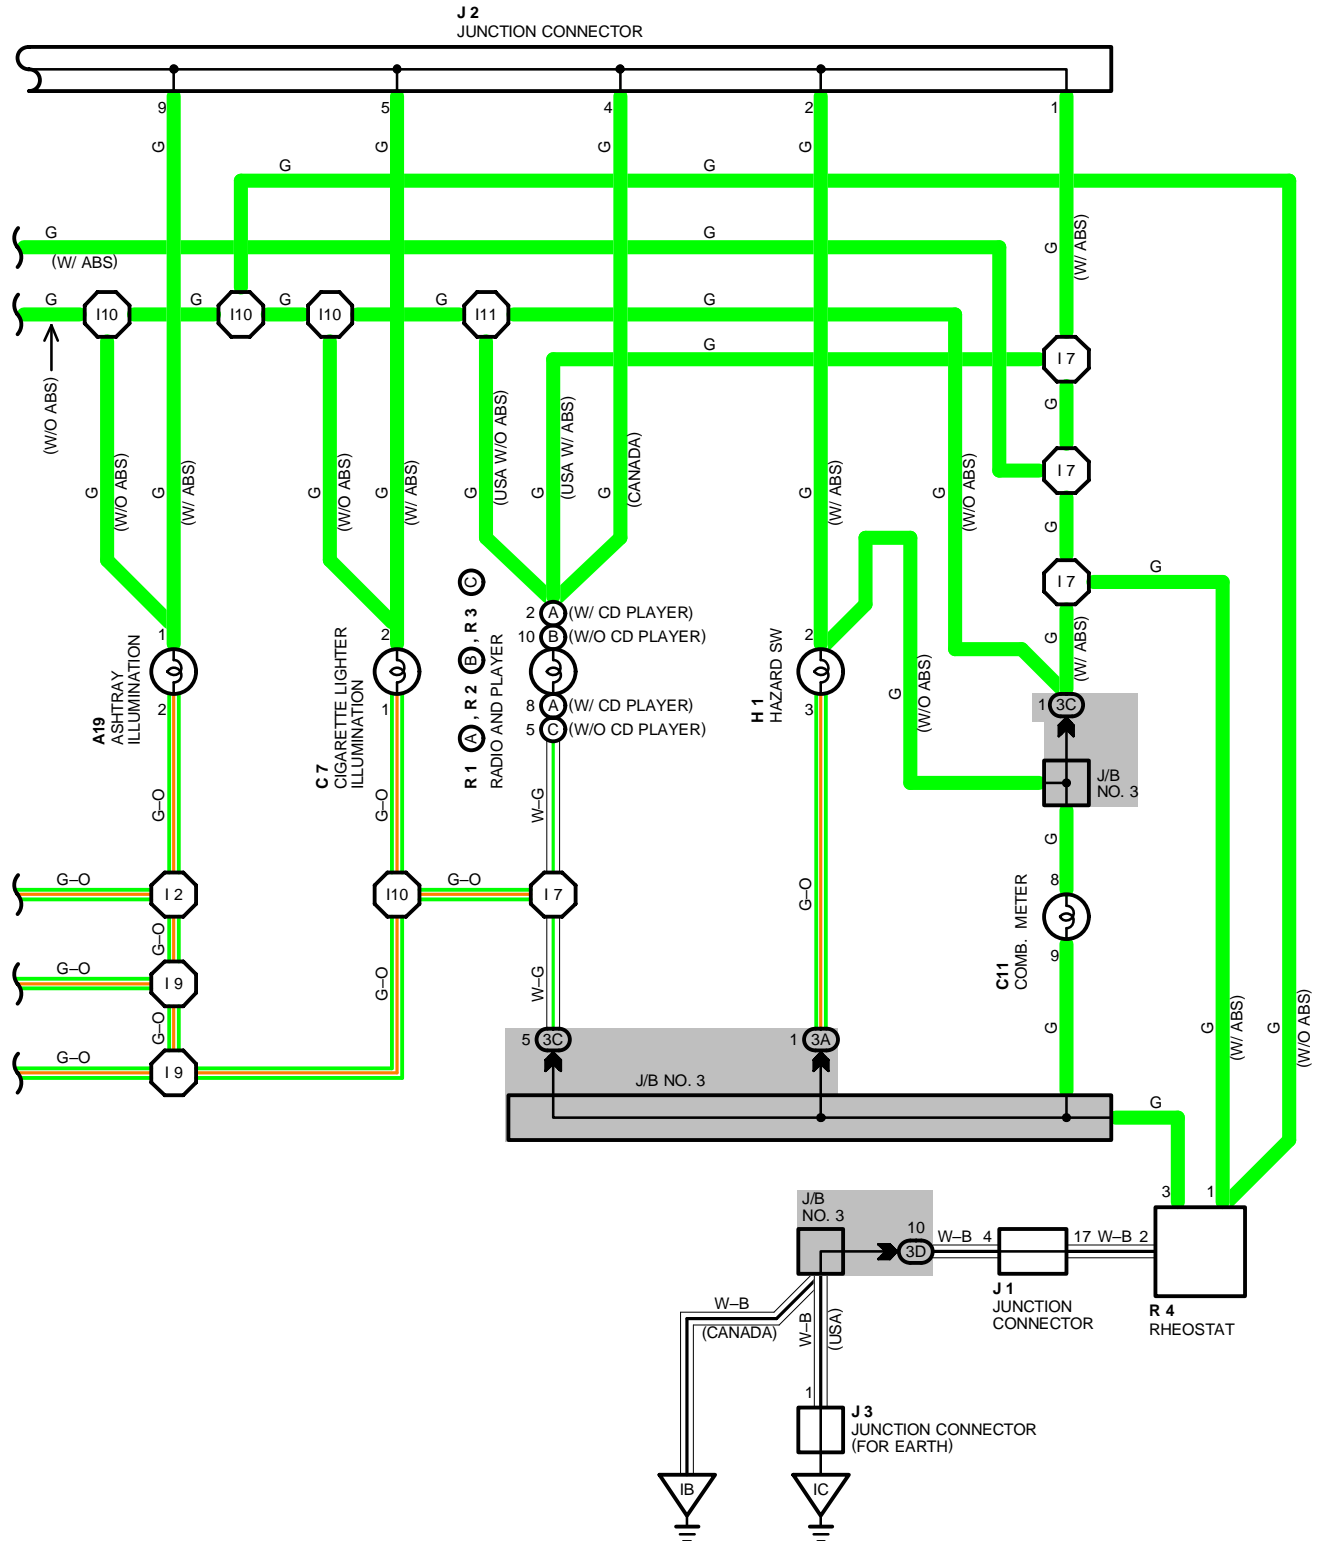 J 2
JUNCTION CONNECTOR
9
5
4
2
1
G
G
G
G
G
G
G
(W/ ABS)
G
(W/ ABS)
G
G
(W/O ABS)
I10
G
I10
G
I10
G
I11
G
G
I 7
G
I 7
G
I 7
G
G
(W/O ABS)
G
(W/ ABS)
G
(W/O ABS)
G
(W/ ABS)
G
(USA W/O ABS)
G
(USA W/ ABS)
G
(CANADA)
G
(W/ ABS)
G
(W/O ABS)
G
(W/ ABS)
1
2
A19
ASHTRAY
ILLUMINATION
2
1
C 7
CIGARETTE LIGHTER
ILLUMINATION
R 1 A , R 2 B , R 3 C
RADIO AND PLAYER
2 A (W/ CD PLAYER)
10 B (W/O CD PLAYER)
8 A (W/ CD PLAYER)
5 C (W/O CD PLAYER)
2
3
H 1
HAZARD SW
G
(W/O ABS)
1 3C
J/B
NO. 3
G
8
9
C11
COMB. METER
G
G–O
G–O
W–G
G–O
G–O
I 2
I10
G–O
I 7
G–O
G–O
I 9
G–O
G–O
G–O
I 9
W–G
5 3C
1 3A
J/B NO. 3
G
G
(W/ ABS)
G
(W/O ABS)
3
1
J/B
NO. 3
10
3D
W–B 4
17 W–B 2
J 1
JUNCTION
CONNECTOR
R 4
RHEOSTAT
W–B
(CANADA)
W–B
(USA)
1
J 3
JUNCTION CONNECTOR
(FOR EARTH)
IB
IC